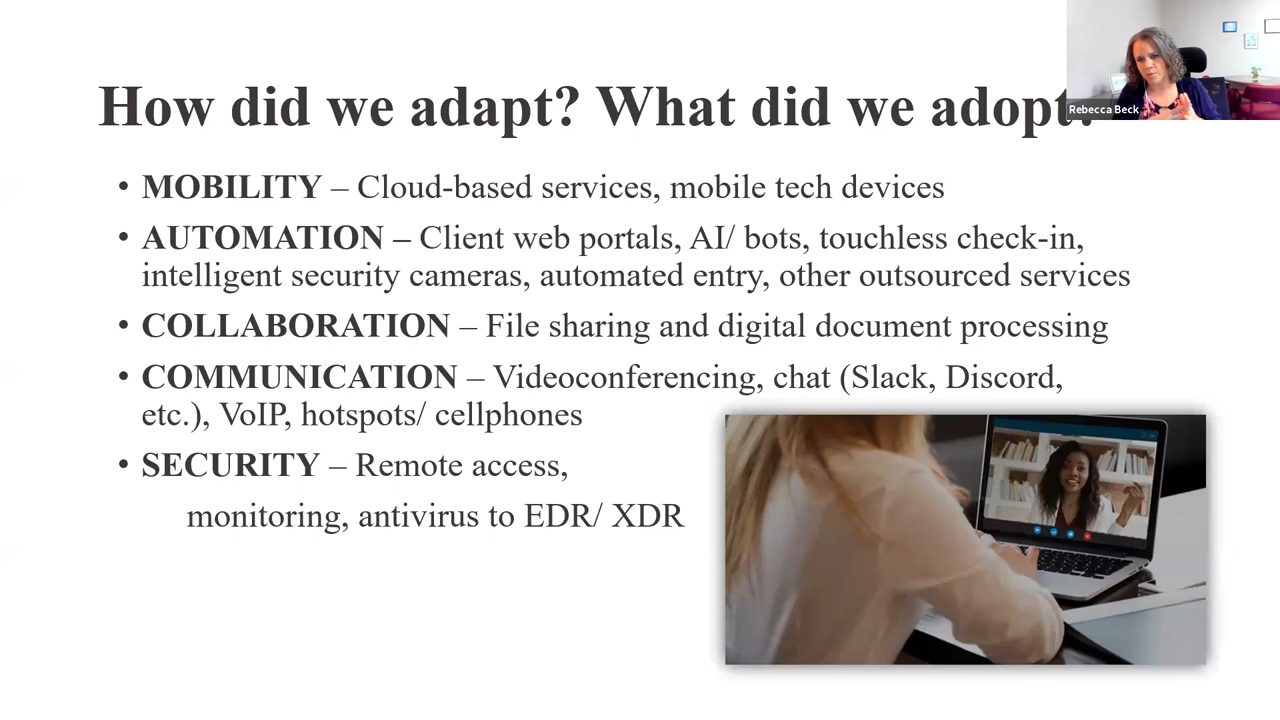 How did we adapt? What did we adopt?
Rebecca Beck
• MOBILITY – Cloud-based services, mobile tech devices
• AUTOMATION – Client web portals, AI/ bots, touchless check-in,
intelligent security cameras, automated entry, other outsourced services
• COLLABORATION – File sharing and digital document processing
• COMMUNICATION – Videoconferencing, chat (Slack, Discord,
etc.), VoIP, hotspots/ cellphones
• SECURITY – Remote access,
monitoring, antivirus to EDR/ XDR